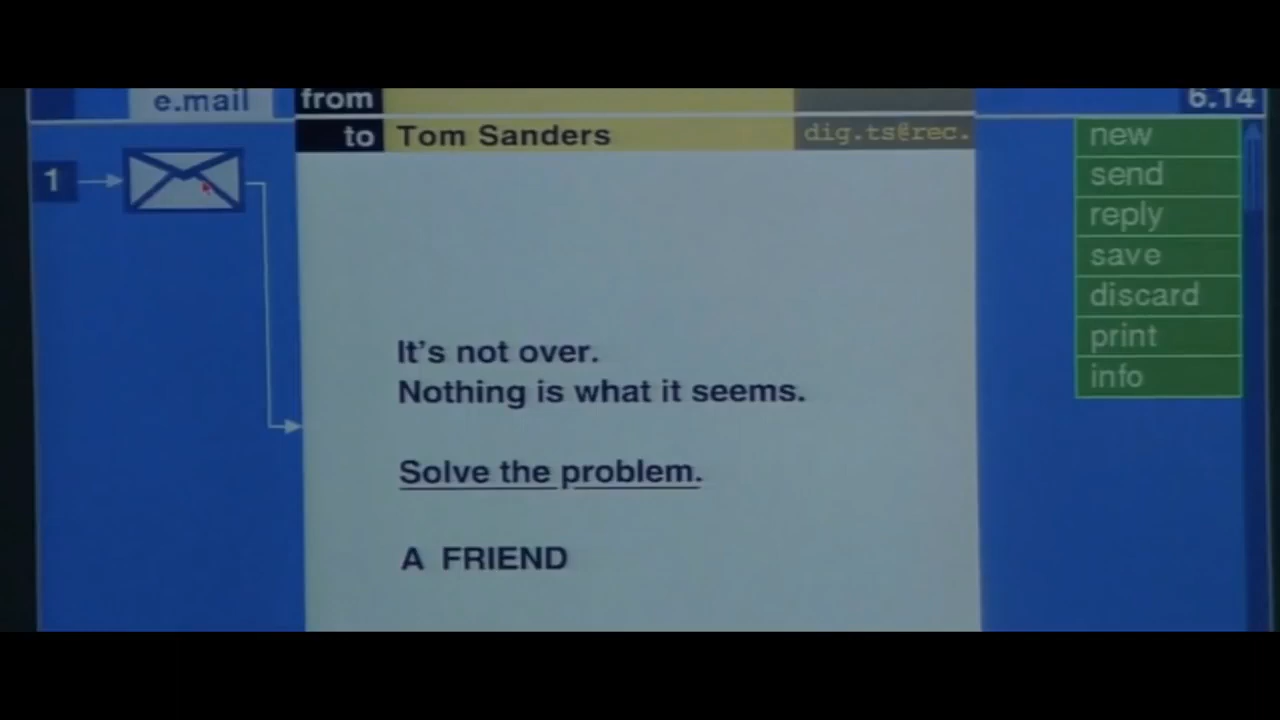 e.mail
from
6.14
to Tom Sanders dig.ts@rec.
1
new
send
reply
save
discard
print
info
It's not over.
Nothing is what it seems.
Solve the problem.
A FRIEND